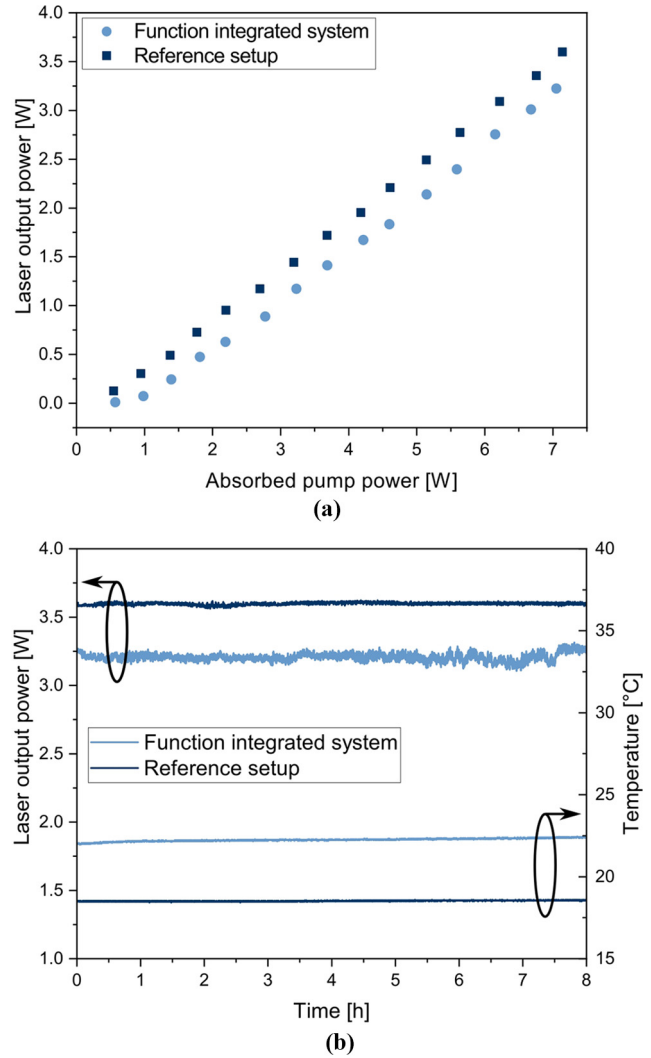 Function integrated system
Reference setup
4.0
3.5
3.0
2.5
2.0
1.5
1.0
0.5
0.0
Laser output power [W]
0 1 2 3 4 5 6 7
Absorbed pump power [W]
(a)
4.0 40
3.5 35
3.0 30
2.5 25
2.0 20
1.5 15
1.0
Laser output power [W]
Temperature [°C]
Function integrated system
Reference setup
0 1 2 3 4 5 6 7 8
Time [h]
(b)